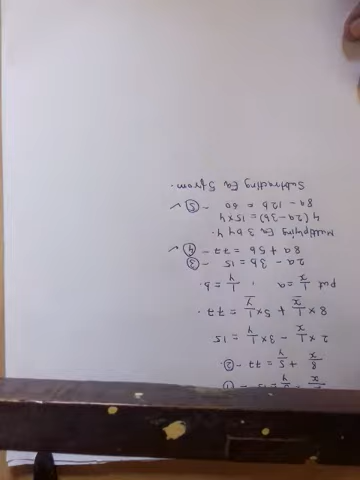 8/x + 5/y = 77 - ②
2 × 1/x - 3 × 1/y = 15
8 × 1/x + 5 × 1/y = 77.
put 1/x = a , 1/y = b.
2a - 3b = 15 - ③
8a + 5b = 77 - ④
Multiplying Eq 3 by 4
4(2a - 3b) = 15 × 4
8a - 12b = 60 - ⑤
Subtracting Eq 5 from.